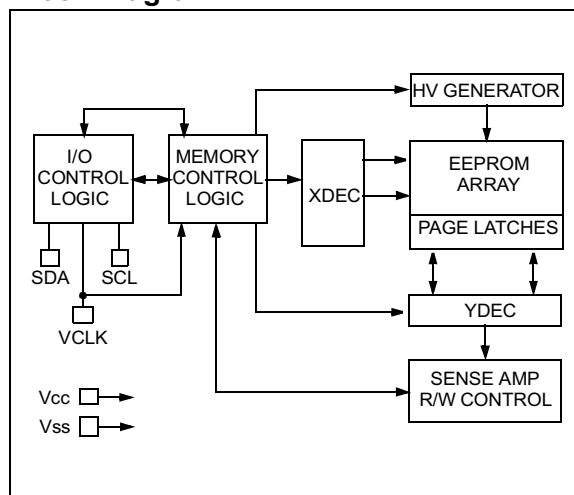 HV GENERATOR
I/O
CONTROL
LOGIC
MEMORY
CONTROL
LOGIC
XDEC
EEPROM
ARRAY
PAGE LATCHES
SDA
SCL
VCLK
YDEC
SENSE AMP
R/W CONTROL
Vcc
Vss